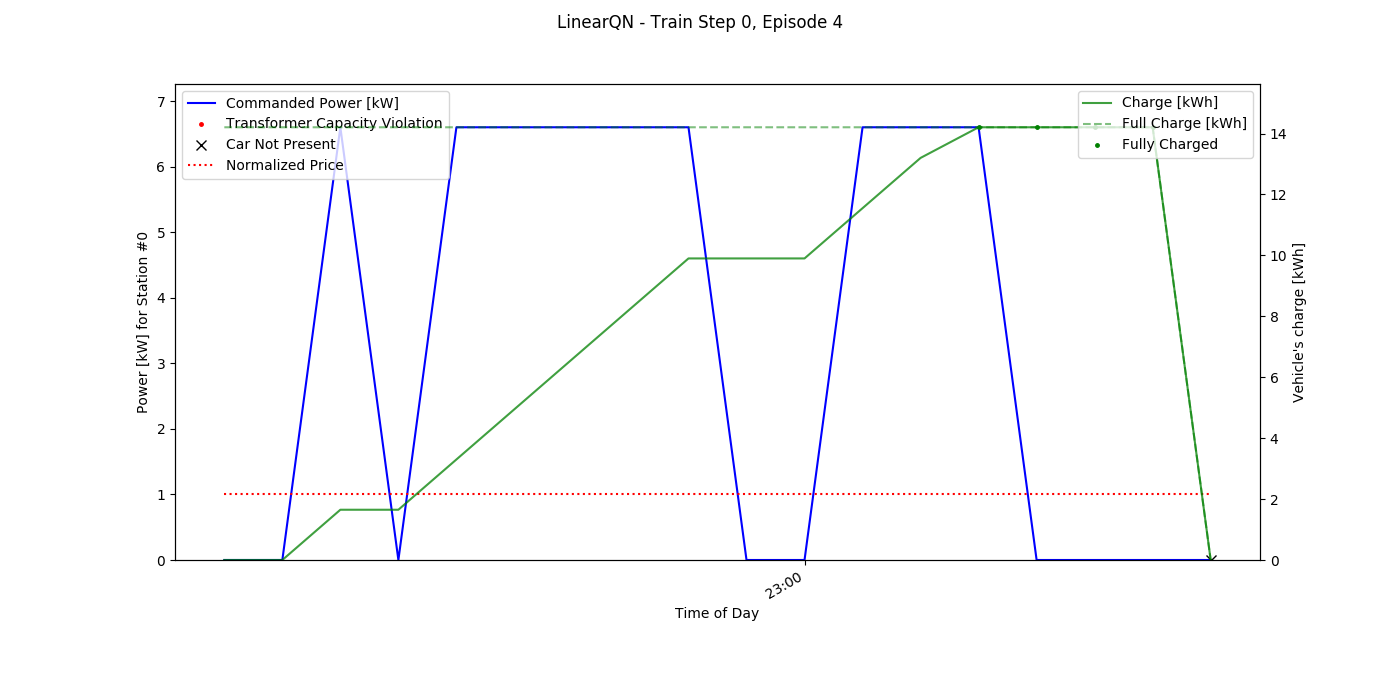 LinearQN - Train Step 0, Episode 4
Commanded Power [kW]
Transformer Capacity Violation
Car Not Present
Normalized Price
Charge [kWh]
Full Charge [kWh]
Fully Charged
7
6
5
4
3
2
1
0
Power [kW] for Station #0
14
12
10
8
6
4
2
0
Vehicle's charge [kWh]
23:00
Time of Day